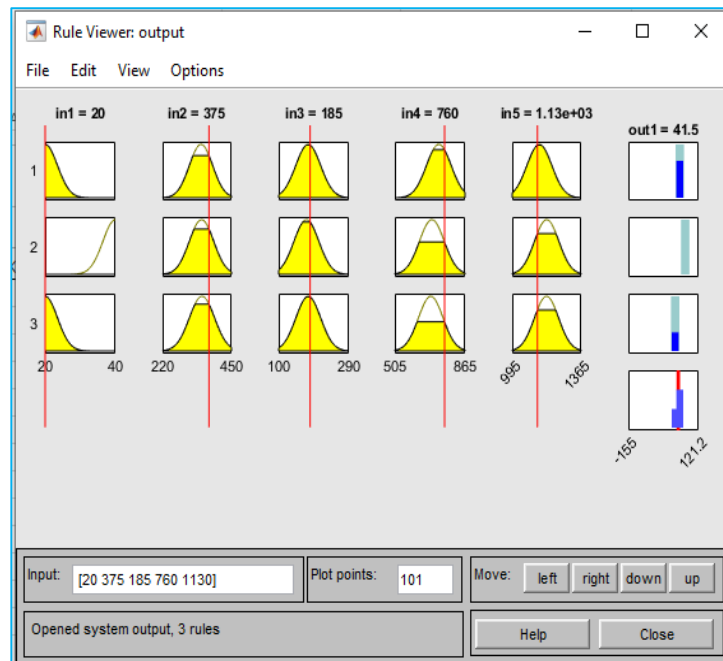 Rule Viewer: output
File Edit View Options
in1 = 20 in2 = 375 in3 = 185 in4 = 760 in5 = 1.13e+03 out1 = 41.5
1
2
3
20 40 220 450 100 290 505 865 995 1365
-155 121.2
Input: [20 375 185 760 1130] Plot points: 101 Move: left right down up
Opened system output, 3 rules Help Close